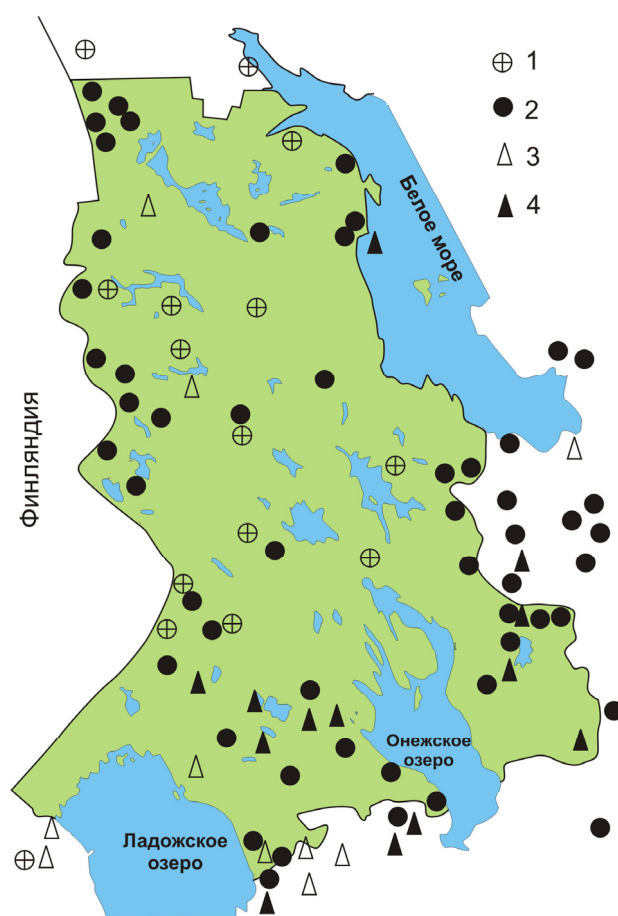 1
2
3
4
Белое море
Финляндия
Онежское
озеро
Ладожское
озеро